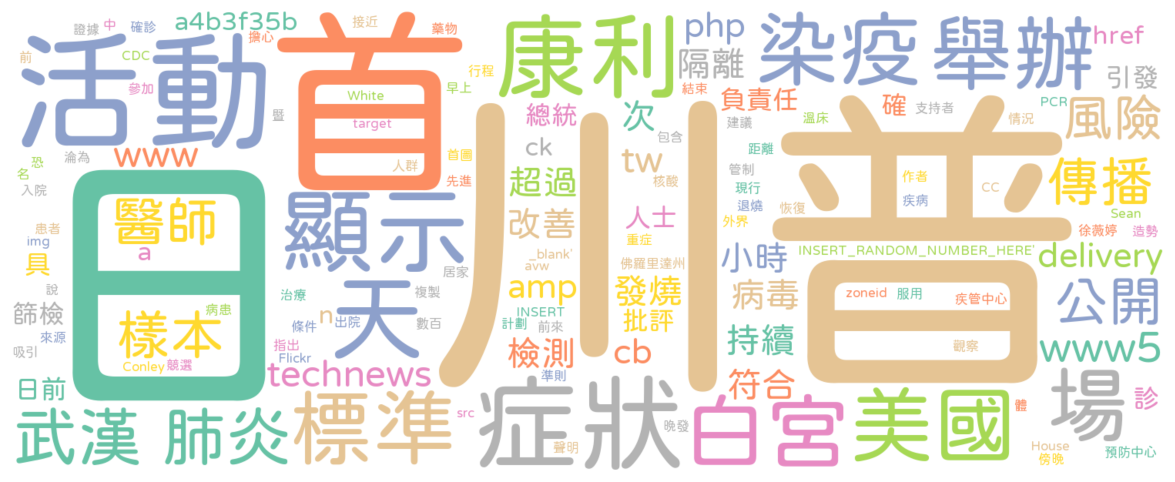 接近
藥物
證據
中
確診
a4b3f35b
擔心
前
CDC
參加
活動
首
康利
php
隔離
染疫
舉辦
href
引發
行程
早上
White
target
暨
總統
次
負責任
確
支持者
PCR
情況
風險
結束
建議
包含
溫床
恐
名
淪為
www
人群
首圖
先進
ck
tw
超過
核酸
距離
管制
現行
退燒
外界
作者
疾病
CC
恢復
傳播
入院
日
醫師
a
顯示
川普
改善
人士
重症
Sean
徐薇婷
造勢
患者
img
具
居家
_blank'
avw
佛羅里達州
小時
INSERT_RANDOM_NUMBER_HERE'
delivery
說
病患
治療
複製
天
amp
發燒
病毒
zoneid
服用
疾管中心
公開
篩檢
來源
樣本
n
條件
出院
數百
INSERT
計劃
前來
批評
持續
觀察
www5
吸引
Conley
競選
指出
Flickr
technews
檢測
準則
cb
符合
日前
武漢
肺炎
標準
src
症狀
聲明
晚發
白宮
美國
體
場
診
House
傍晚
預防中心